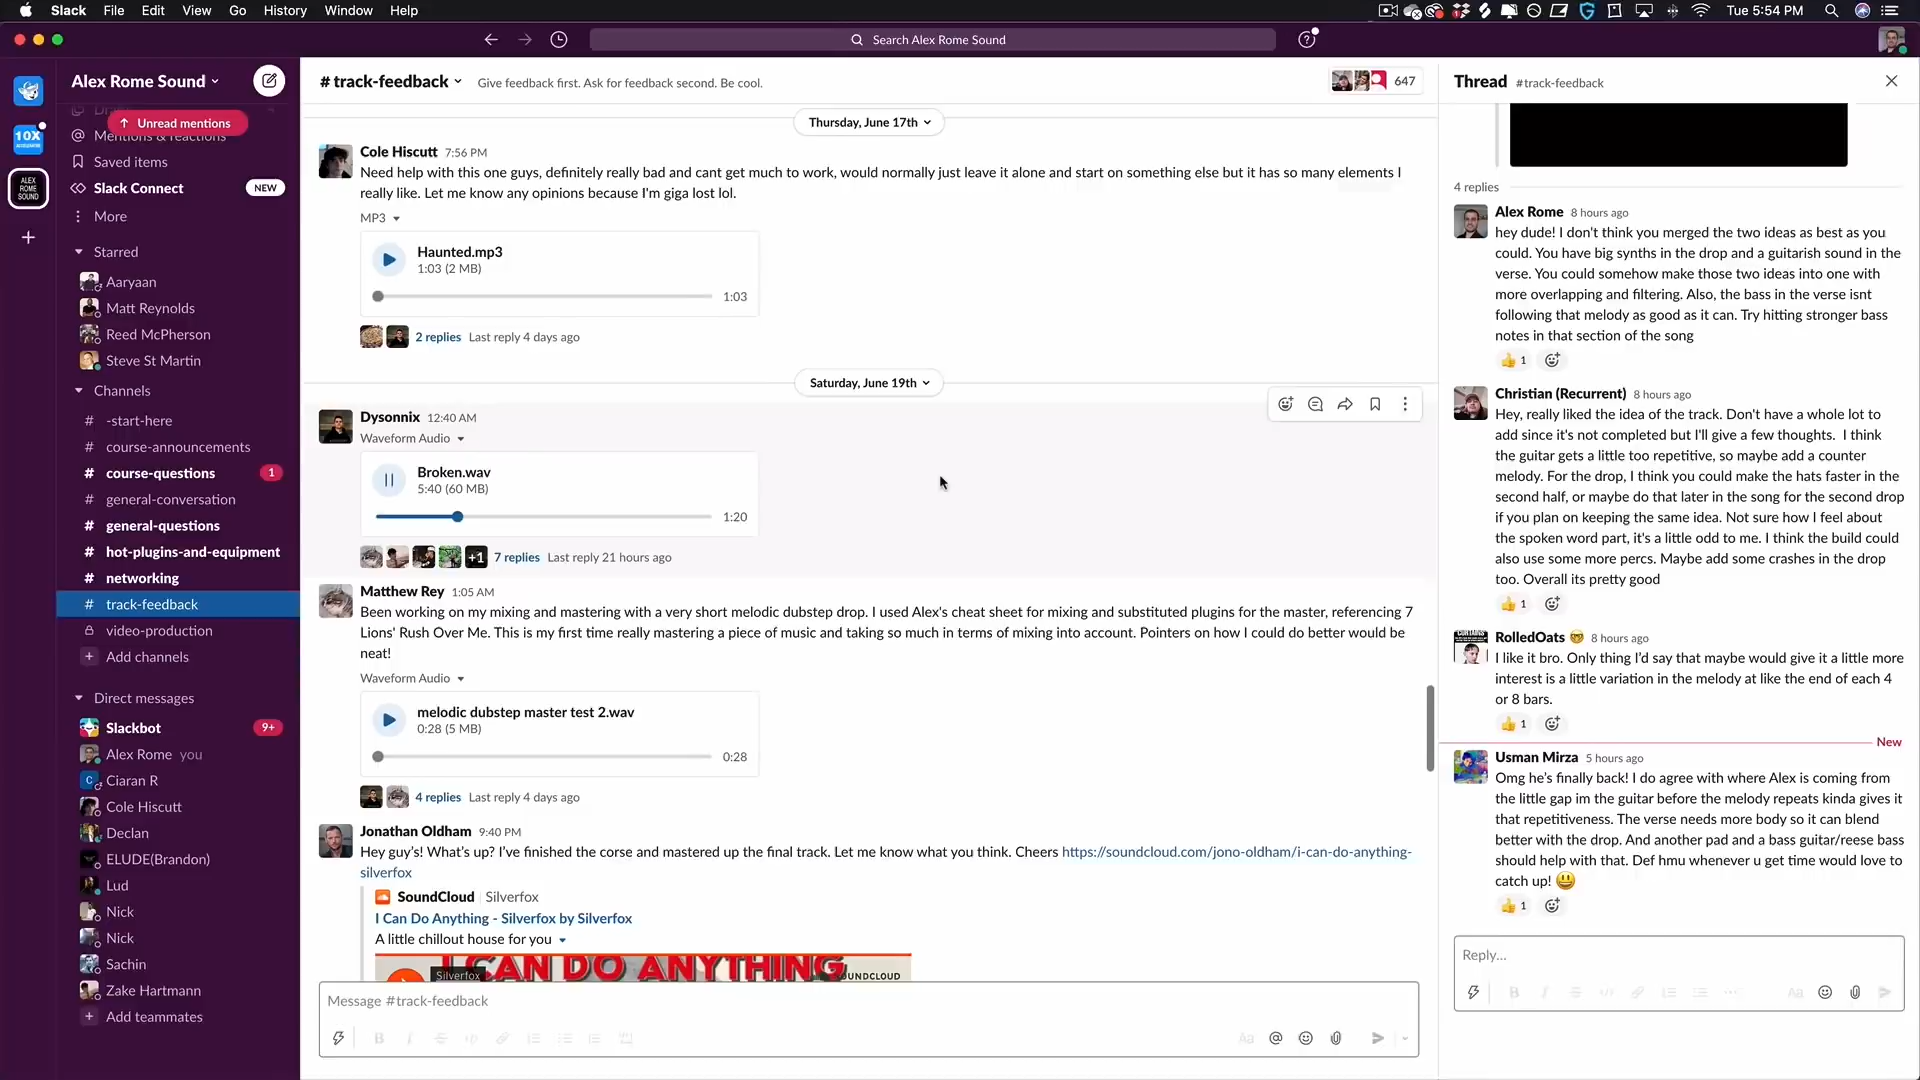 Slack File Edit View Go History Window Help
Tue 5:54 PM
Search Alex Rome Sound
Alex Rome Sound
Unread mentions
Mentions & reactions
Saved items
Slack Connect NEW
More
10X
ALEX
ROME
SOUND
Starred
Aaryaan
Matt Reynolds
Reed McPherson
Steve St Martin
Channels
# -start-here
# course-announcements
# course-questions 1
# general-conversation
# general-questions
# hot-plugins-and-equipment
# networking
# track-feedback
video-production
+ Add channels
Direct messages
Slackbot 9+
Alex Rome you
C Ciaran R
Cole Hiscutt
Declan
ELUDE(Brandon)
Lud
Nick
Nick
Sachin
Zake Hartmann
+ Add teammates
# track-feedback Give feedback first. Ask for feedback second. Be cool. 647
Thursday, June 17th
Cole Hiscutt 7:56 PM
Need help with this one guys, definitely really bad and cant get much to work, would normally just leave it alone and start on something else but it has so many elements I
really like. Let me know any opinions because I'm giga lost lol.
MP3
Haunted.mp3
1:03 (2 MB)
1:03
2 replies Last reply 4 days ago
Saturday, June 19th
Dysonnix 12:40 AM
Waveform Audio
Broken.wav
5:40 (60 MB)
1:20
+1 7 replies Last reply 21 hours ago
Matthew Rey 1:05 AM
Been working on my mixing and mastering with a very short melodic dubstep drop. I used Alex's cheat sheet for mixing and substituted plugins for the master, referencing 7
Lions' Rush Over Me. This is my first time really mastering a piece of music and taking so much in terms of mixing into account. Pointers on how I could do better would be
neat!
Waveform Audio
melodic dubstep master test 2.wav
0:28 (5 MB)
0:28
4 replies Last reply 4 days ago
Jonathan Oldham 9:40 PM
Hey guy's! What's up? I've finished the corse and mastered up the final track. Let me know what you think. Cheers https://soundcloud.com/jono-oldham/i-can-do-anything-
silverfox
SoundCloud Silverfox
I Can Do Anything - Silverfox by Silverfox
A little chillout house for you
I CAN DO ANYTHING
Silverfox
SOUNDCLOUD
Message #track-feedback
Thread #track-feedback
4 replies
Alex Rome 8 hours ago
hey dude! I don't think you merged the two ideas as best as you
could. You have big synths in the drop and a guitarish sound in the
verse. You could somehow make those two ideas into one with
more overlapping and filtering. Also, the bass in the verse isnt
following that melody as good as it can. Try hitting stronger bass
notes in that section of the song
👍 1
Christian (Recurrent) 8 hours ago
Hey, really liked the idea of the track. Don't have a whole lot to
add since it's not completed but I'll give a few thoughts. I think
the guitar gets a little too repetitive, so maybe add a counter
melody. For the drop, I think you could make the hats faster in the
second half, or maybe do that later in the song for the second drop
if you plan on keeping the same idea. Not sure how I feel about
the spoken word part, it's a little odd to me. I think the build could
also use some more percs. Maybe add some crashes in the drop
too. Overall its pretty good
👍 1
RolledOats 🤓 8 hours ago
I like it bro. Only thing I'd say that maybe would give it a little more
interest is a little variation in the melody at like the end of each 4
or 8 bars.
👍 1
New
Usman Mirza 5 hours ago
Omg he's finally back! I do agree with where Alex is coming from
the little gap im the guitar before the melody repeats kinda gives it
that repetitiveness. The verse needs more body so it can blend
better with the drop. And another pad and a bass guitar/reese bass
should help with that. Def hmu whenever u get time would love to
catch up! 😃
👍 1
Reply...